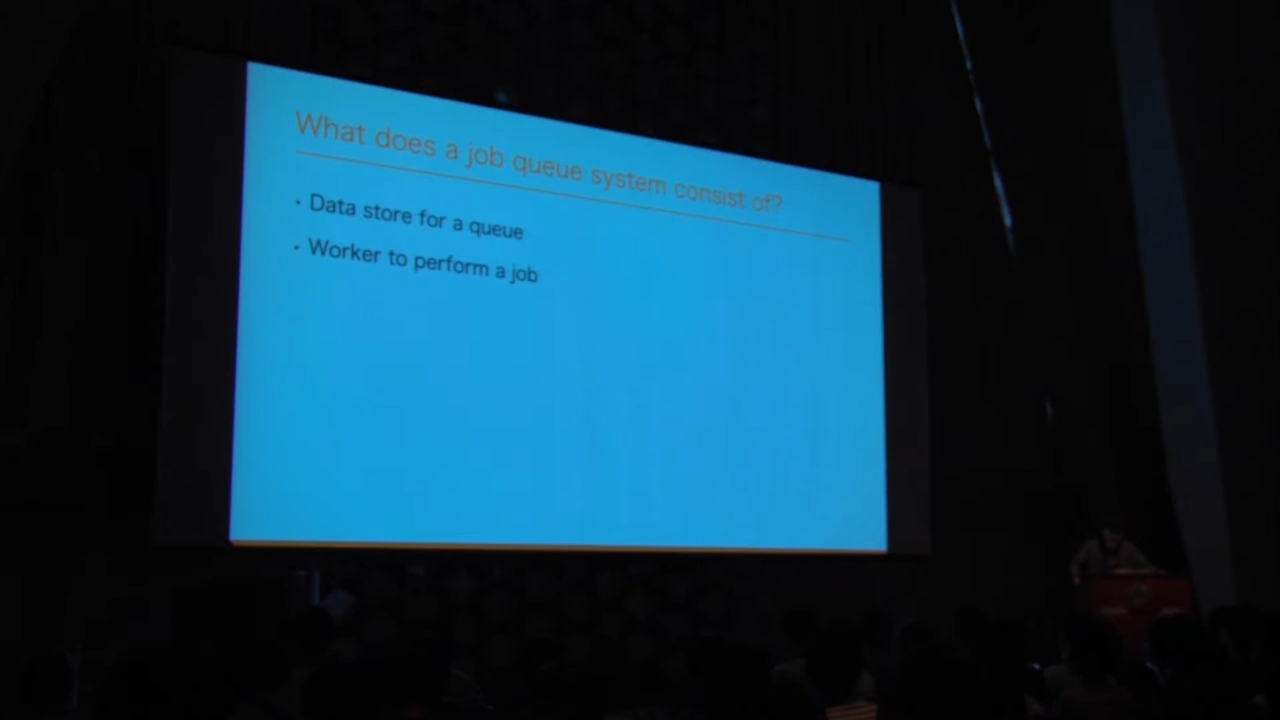 What does a job queue system consist of?
· Data store for a queue
· Worker to perform a job